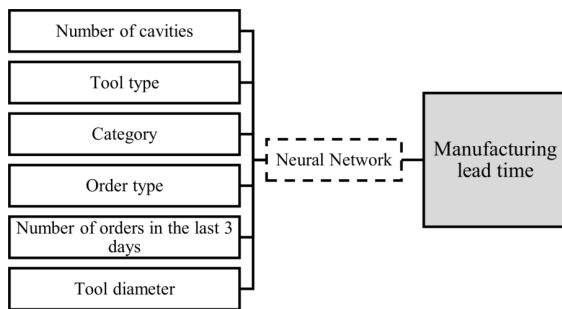 Number of cavities
Tool type
Category
Order type
Number of orders in the last 3
days
Tool diameter
Neural Network
Manufacturing
lead time